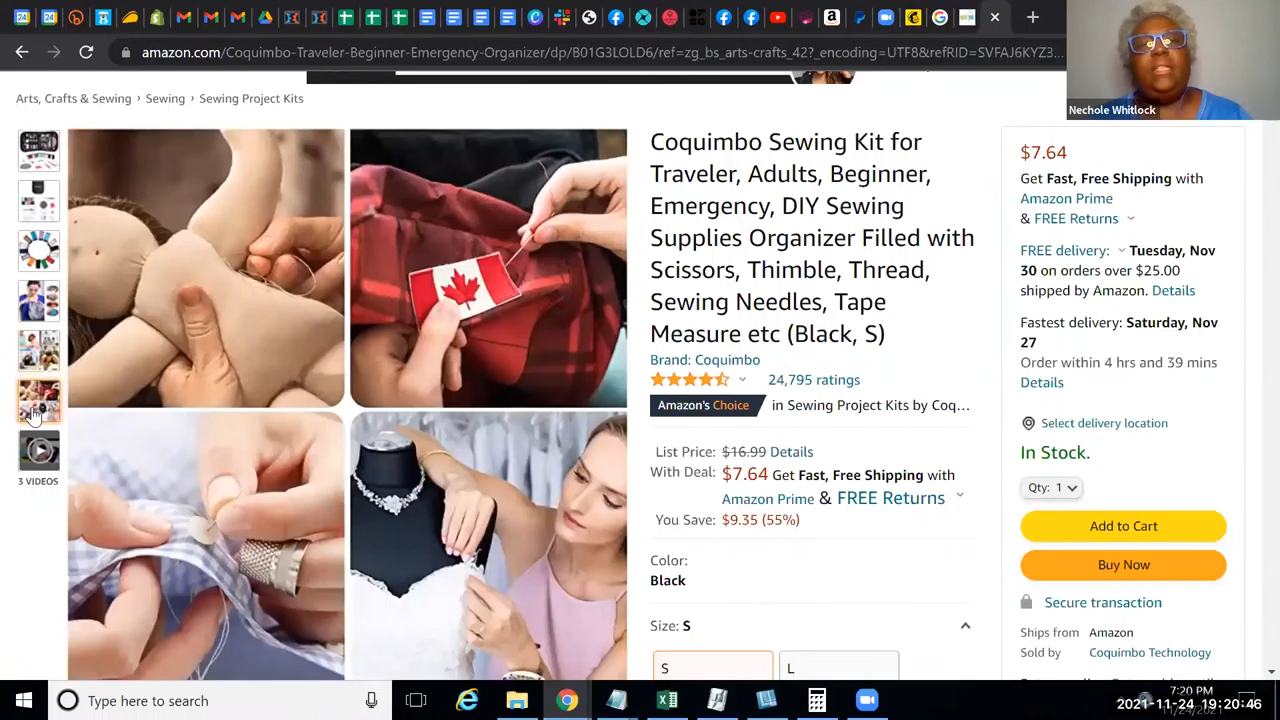 amazon.com/Coquimbo-Traveler-Beginner-Emergency-Organizer/dp/B01G3LOLD6/ref=zg_bs_arts-crafts_42?_encoding=UTF8&refRID=SVFAJ6KYZ3...
Nechole Whitlock
Arts, Crafts & Sewing › Sewing › Sewing Project Kits
3 VIDEOS
Coquimbo Sewing Kit for
Traveler, Adults, Beginner,
Emergency, DIY Sewing
Supplies Organizer Filled with
Scissors, Thimble, Thread,
Sewing Needles, Tape
Measure etc (Black, S)
Brand: Coquimbo
24,795 ratings
Amazon's Choice in Sewing Project Kits by Coq...
List Price: $16.99 Details
With Deal: $7.64 Get Fast, Free Shipping with
Amazon Prime & FREE Returns
You Save: $9.35 (55%)
Color:
Black
Size: S
S
L
$7.64
Get Fast, Free Shipping with
Amazon Prime
& FREE Returns
FREE delivery: Tuesday, Nov
30 on orders over $25.00
shipped by Amazon. Details
Fastest delivery: Saturday, Nov
27
Order within 4 hrs and 39 mins
Details
Select delivery location
In Stock.
Qty: 1
Add to Cart
Buy Now
Secure transaction
Ships from Amazon
Sold by Coquimbo Technology
Type here to search
7:20 PM
2021-11-24 19:20:46